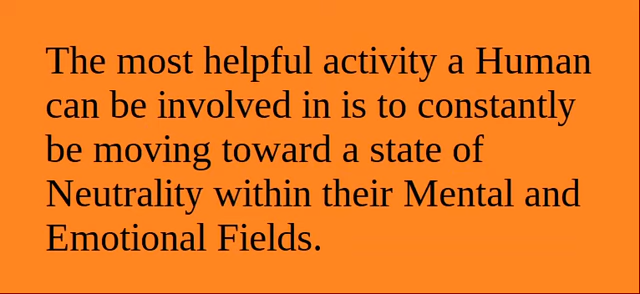 The most helpful activity a Human
can be involved in is to constantly
be moving toward a state of
Neutrality within their Mental and
Emotional Fields.